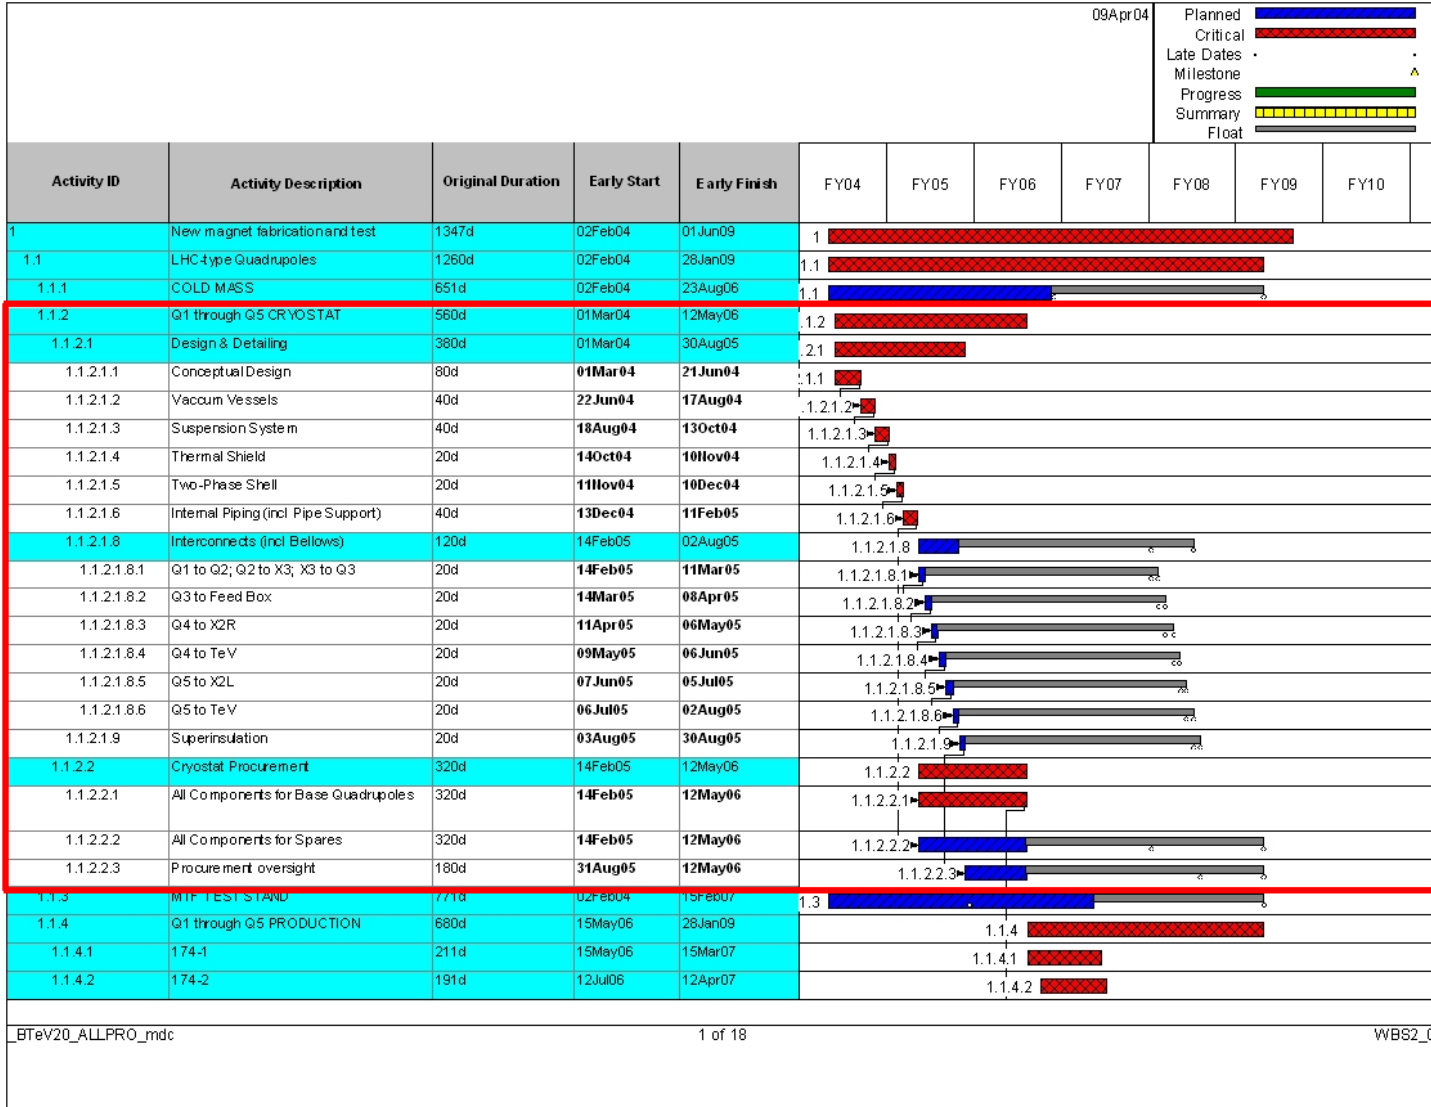 09Apr04
Planned
Critical
Late Dates
Milestone
Progress
Summary
Float
Activity ID Activity Description Original Duration Early Start Early Finish FY04 FY05 FY06 FY07 FY08 FY09 FY10
1 New magnet fabrication and test 1347d 02Feb04 01Jun09 1
1.1 LHC-type Quadrupoles 1260d 02Feb04 28Jan09 1.1
1.1.1 COLD MASS 651d 02Feb04 23Aug06 1.1
1.1.2 Q1 through Q5 CRYOSTAT 560d 01Mar04 12May06 .1.2
1.1.2.1 Design & Detailing 380d 01Mar04 30Aug05 .2.1
1.1.2.1.1 Conceptual Design 80d 01Mar04 21Jun04 .1.1
1.1.2.1.2 Vaccum Vessels 40d 22Jun04 17Aug04 .1.2.1.2
1.1.2.1.3 Suspension System 40d 18Aug04 13Oct04 1.1.2.1.3
1.1.2.1.4 Thermal Shield 20d 14Oct04 10Nov04 1.1.2.1.4
1.1.2.1.5 Two-Phase Shell 20d 11Nov04 10Dec04 1.1.2.1.5
1.1.2.1.6 Internal Piping (incl Pipe Support) 40d 13Dec04 11Feb05 1.1.2.1.6
1.1.2.1.8 Interconnects (incl Bellows) 120d 14Feb05 02Aug05 1.1.2.1.8
1.1.2.1.8.1 Q1 to Q2; Q2 to X3; X3 to Q3 20d 14Feb05 11Mar05 1.1.2.1.8.1
1.1.2.1.8.2 Q3 to Feed Box 20d 14Mar05 08Apr05 1.1.2.1.8.2
1.1.2.1.8.3 Q4 to X2R 20d 11Apr05 06May05 1.1.2.1.8.3
1.1.2.1.8.4 Q4 to TeV 20d 09May05 06Jun05 1.1.2.1.8.4
1.1.2.1.8.5 Q5 to X2L 20d 07Jun05 05Jul05 1.1.2.1.8.5
1.1.2.1.8.6 Q5 to TeV 20d 06Jul05 02Aug05 1.1.2.1.8.6
1.1.2.1.9 Superinsulation 20d 03Aug05 30Aug05 1.1.2.1.9
1.1.2.2 Cryostat Procurement 320d 14Feb05 12May06 1.1.2.2
1.1.2.2.1 All Components for Base Quadrupoles 320d 14Feb05 12May06 1.1.2.2.1
1.1.2.2.2 All Components for Spares 320d 14Feb05 12May06 1.1.2.2.2
1.1.2.2.3 Procurement oversight 180d 31Aug05 12May06 1.1.2.2.3
1.1.3 MTF TEST STAND 771d 02Feb04 15Feb07 1.3
1.1.4 Q1 through Q5 PRODUCTION 680d 15May06 28Jan09 1.1.4
1.1.4.1 174-1 211d 15May06 15Mar07 1.1.4.1
1.1.4.2 174-2 191d 12Jul06 12Apr07 1.1.4.2
_BTeV20_ALLPRO_mdc 1 of 18 WBS2_0